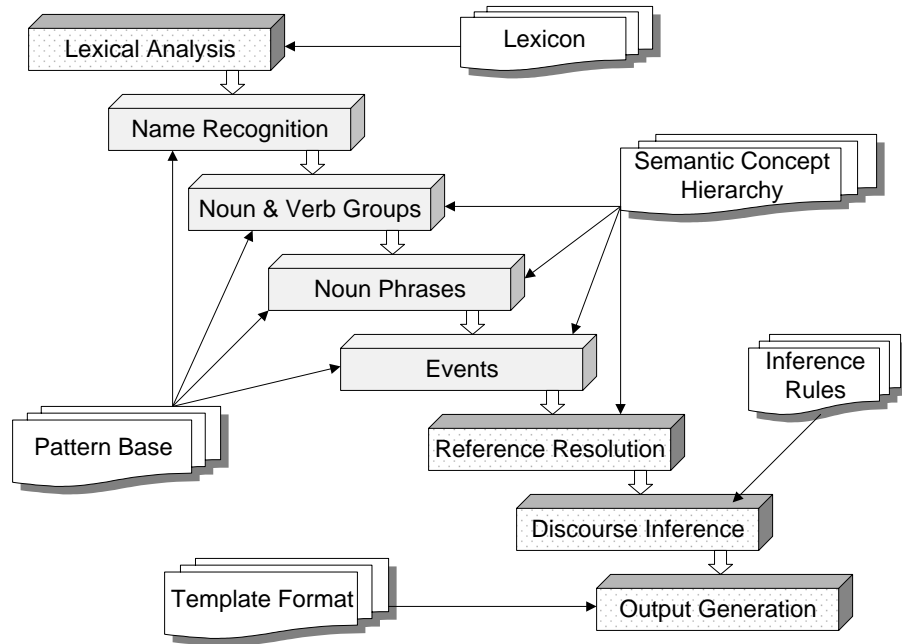 Lexical Analysis
Lexicon
Name Recognition
Semantic Concept
Hierarchy
Noun & Verb Groups
Noun Phrases
Events
Inference
Rules
Pattern Base
Reference Resolution
Discourse Inference
Template Format
Output Generation